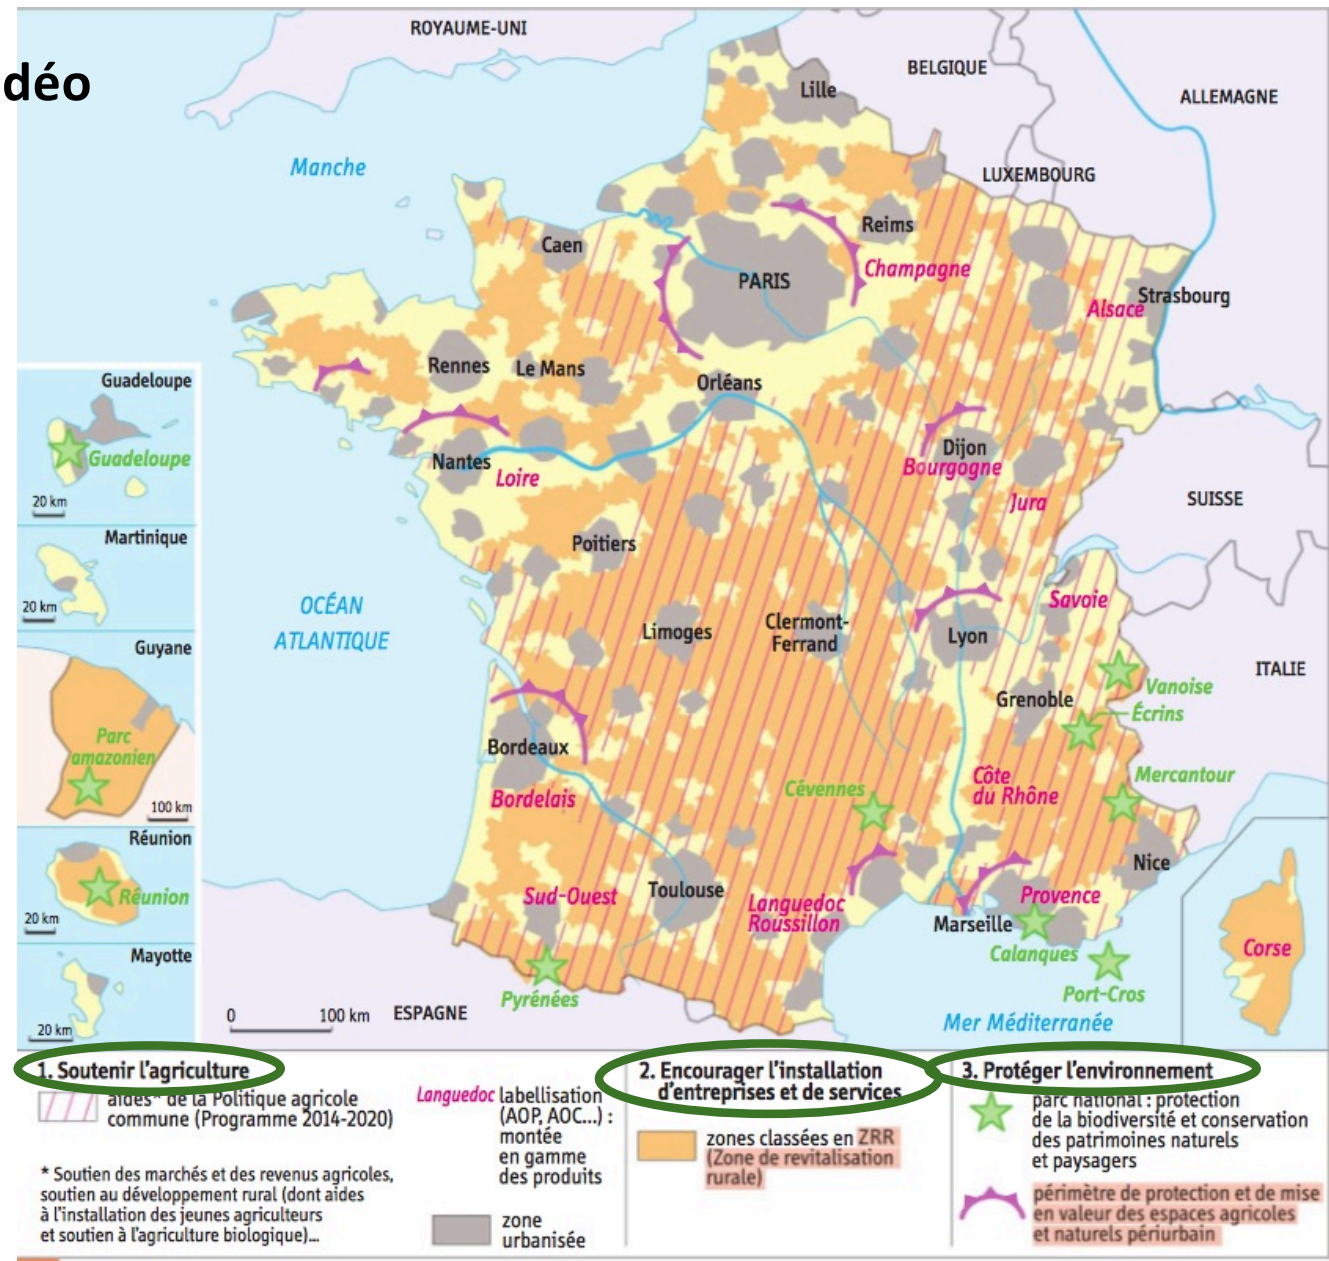 déo
ROYAUME-UNI
BELGIQUE
ALLEMAGNE
Lille
Manche
LUXEMBOURG
Caen
Reims
PARIS
Champagne
Alsace
Strasbourg
Rennes
Le Mans
Orléans
Nantes
Loire
Dijon
Bourgogne
Jura
SUISSE
Poitiers
OCÉAN
ATLANTIQUE
Limoges
Clermont-
Ferrand
Savoie
Lyon
ITALIE
Vanoise
Grenoble
Écrins
Bordeaux
Bordelais
Cévennes
Côte
du Rhône
Mercantour
Nice
Sud-Ouest
Toulouse
Languedoc
Roussillon
Provence
Marseille
Calanques
Corse
Pyrénées
Port-Cros
Mer Méditerranée
ESPAGNE
0 100 km
Guadeloupe
Guadeloupe
20 km
Martinique
20 km
Guyane
Parc
amazonien
100 km
Réunion
Réunion
20 km
Mayotte
20 km
1. Soutenir l'agriculture
aides* de la Politique agricole
commune (Programme 2014-2020)
* Soutien des marchés et des revenus agricoles,
soutien au développement rural (dont aides
à l'installation des jeunes agriculteurs
et soutien à l'agriculture biologique)...
Languedoc labellisation
(AOP, AOC...) :
montée
en gamme
des produits
zone
urbanisée
2. Encourager l'installation
d'entreprises et de services
zones classées en ZRR
(Zone de revitalisation
rurale)
3. Protéger l'environnement
parc national : protection
de la biodiversité et conservation
des patrimoines naturels
et paysagers
périmètre de protection et de mise
en valeur des espaces agricoles
et naturels périurbain